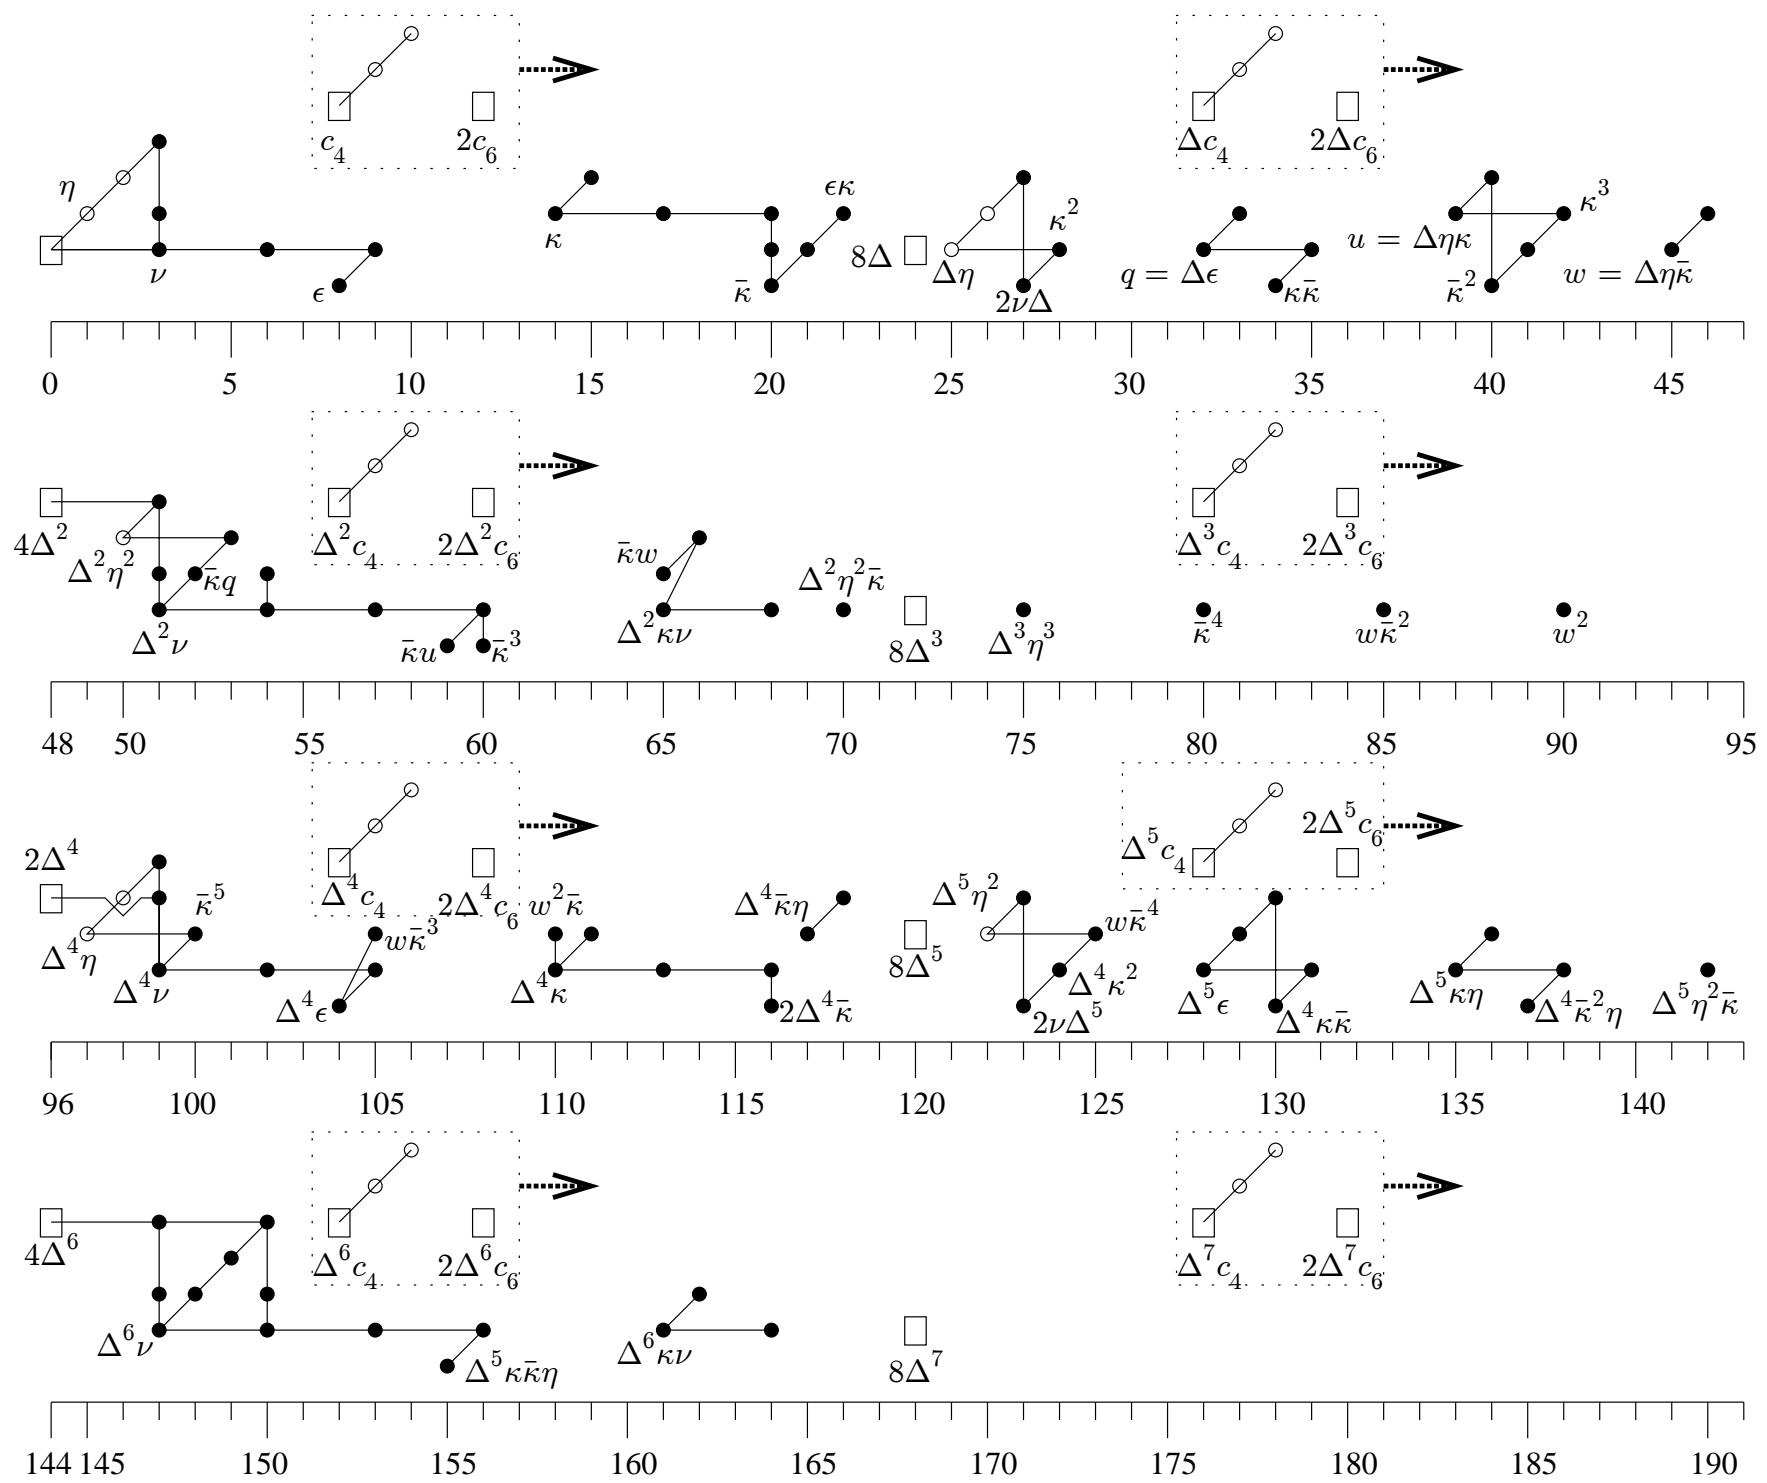 c₄ 2c₆ Δc₄ 2Δc₆
η ϵκ κ² κ³
ν κ 8Δ Δη q = Δϵ u = Δηκ
ϵ κ̄ 2νΔ κκ̄ κ̄² w = Δηκ̄
0 5 10 15 20 25 30 35 40 45
4Δ² Δ²c₄ 2Δ²c₆ κ̄w Δ³c₄ 2Δ³c₆
Δ²η² κ̄q Δ²η²κ̄
Δ²ν κ̄u κ̄³ Δ²κν 8Δ³ Δ³η³ κ̄⁴ wκ̄² w²
48 50 55 60 65 70 75 80 85 90 95
2Δ⁴ Δ⁵c₄ 2Δ⁵c₆
κ̄⁵ Δ⁴c₄ 2Δ⁴c₆ w²κ̄ Δ⁴κ̄η Δ⁵η² wκ̄⁴
Δ⁴η wκ̄³ 8Δ⁵
Δ⁴ν Δ⁴ϵ Δ⁴κ 2Δ⁴κ̄ 2νΔ⁵ Δ⁴κ² Δ⁵ϵ Δ⁴κκ̄ Δ⁵κη Δ⁴κ̄²η Δ⁵η²κ̄
96 100 105 110 115 120 125 130 135 140
4Δ⁶ Δ⁶c₄ 2Δ⁶c₆ Δ⁷c₄ 2Δ⁷c₆
Δ⁶ν Δ⁵κκ̄η Δ⁶κν 8Δ⁷
144 145 150 155 160 165 170 175 180 185 190